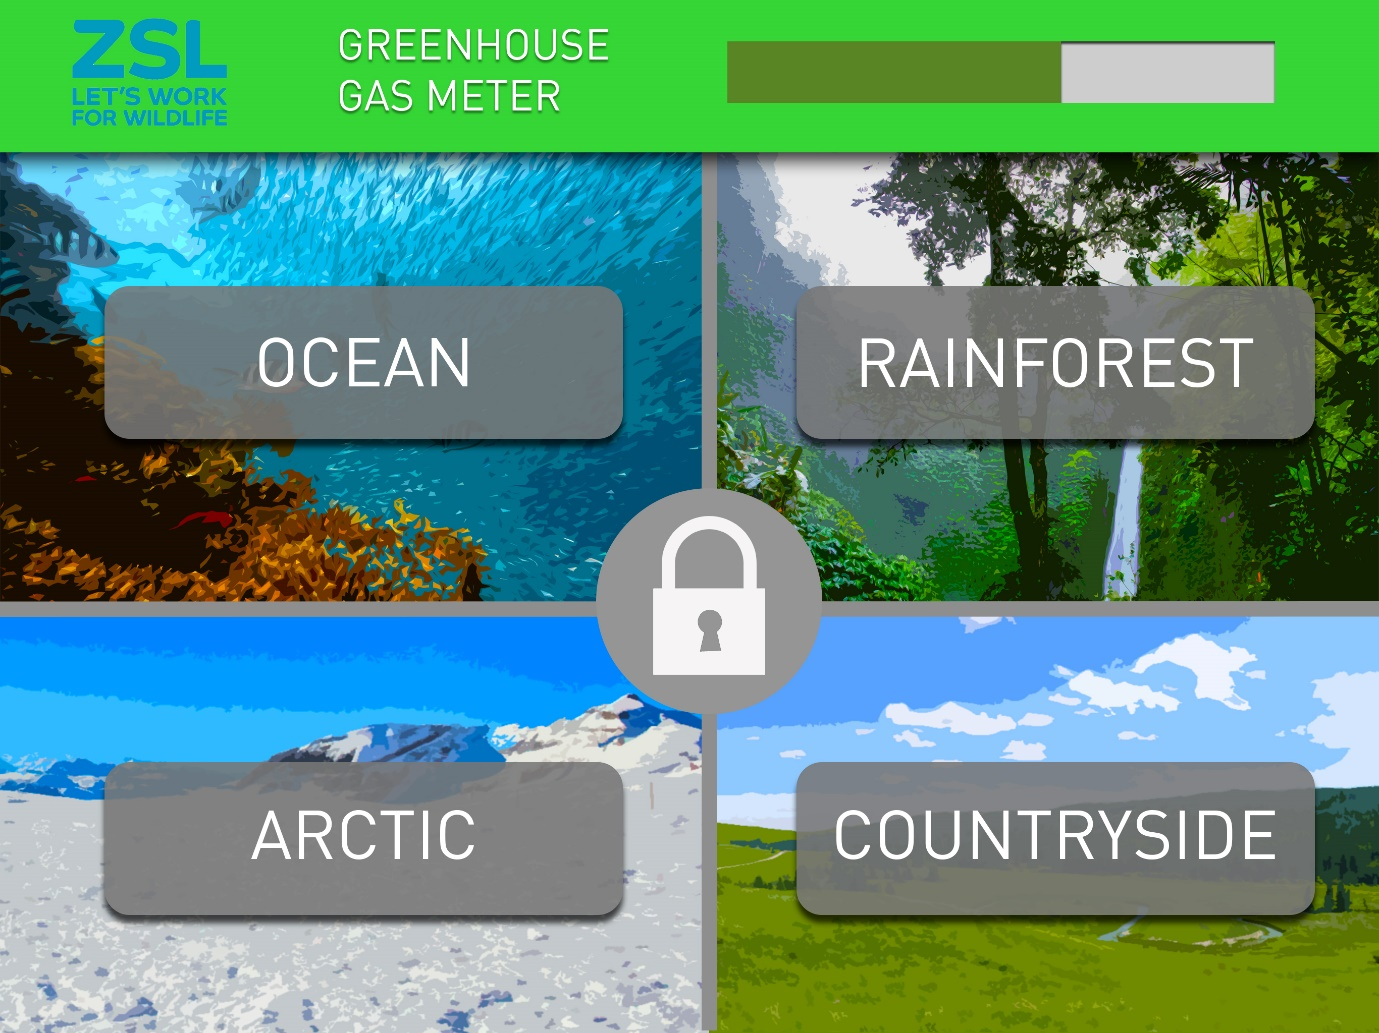 ZSL
LET'S WORK
FOR WILDLIFE
GREENHOUSE
GAS METER
OCEAN
RAINFOREST
ARCTIC
COUNTRYSIDE